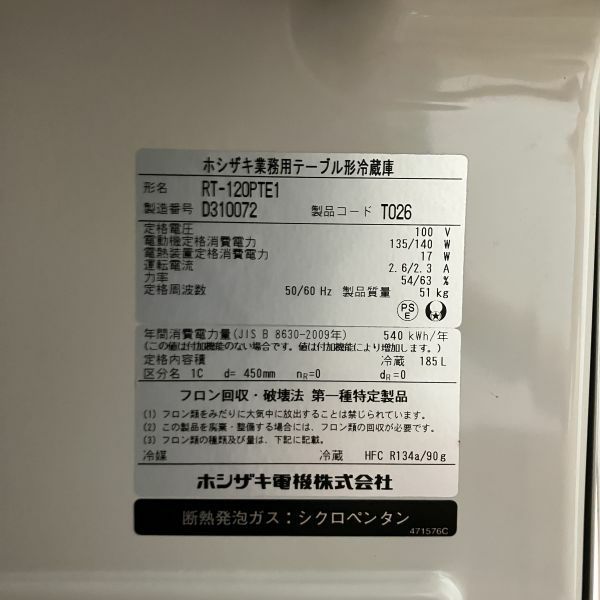 ホシザキ業務用テーブル形冷蔵庫
形名 RT-120PTE1
製造番号 D310072 製品コード T026
定格電圧 100 V
電動機定格消費電力 135/140 W
電熱装置定格消費電力 17 W
運転電流 2.6/2.3 A
力率 54/63 %
定格周波数 50/60 Hz 製品質量 51 kg
PS E
年間消費電力量(JIS B 8630-2009年) 540 kWh/年
(この値は付加機能のない場合です。値は付加機能により増加します。)
定格内容積 冷蔵 185 L
区分名 1C d= 450mm nR=0 dR=0
フロン回収・破壊法 第一種特定製品
(1) フロン類をみだりに大気中に放出することは禁じられています。
(2) この製品を廃棄・整備する場合には、フロン類の回収が必要です。
(3) フロン類の種類及び量は、下記に記載。
冷媒 冷蔵 HFC R134a/90g
ホシザキ電機株式会社
断熱発泡ガス：シクロペンタン
471576C